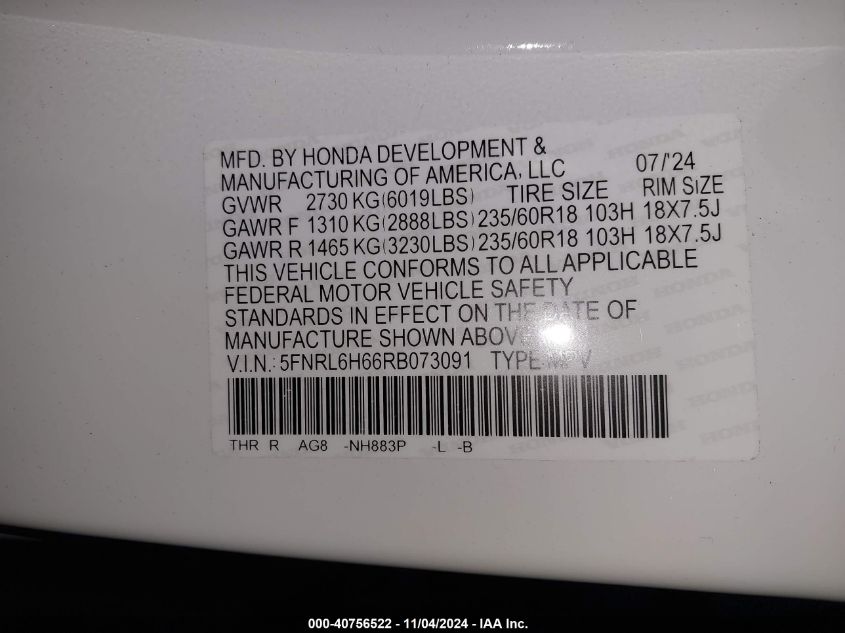 MFD. BY HONDA DEVELOPMENT &
MANUFACTURING OF AMERICA, LLC 07/'24
GVWR 2730 KG(6019LBS) TIRE SIZE RIM SIZE
GAWR F 1310 KG(2888LBS) 235/60R18 103H 18X7.5J
GAWR R 1465 KG(3230LBS) 235/60R18 103H 18X7.5J
THIS VEHICLE CONFORMS TO ALL APPLICABLE
FEDERAL MOTOR VEHICLE SAFETY
STANDARDS IN EFFECT ON THE DATE OF
MANUFACTURE SHOWN ABOVE.
V.I.N.: 5FNRL6H66RB073091 TYPE:MPV
THR R AG8 -NH883P -L -B
000-40756522 - 11/04/2024 - IAA Inc.